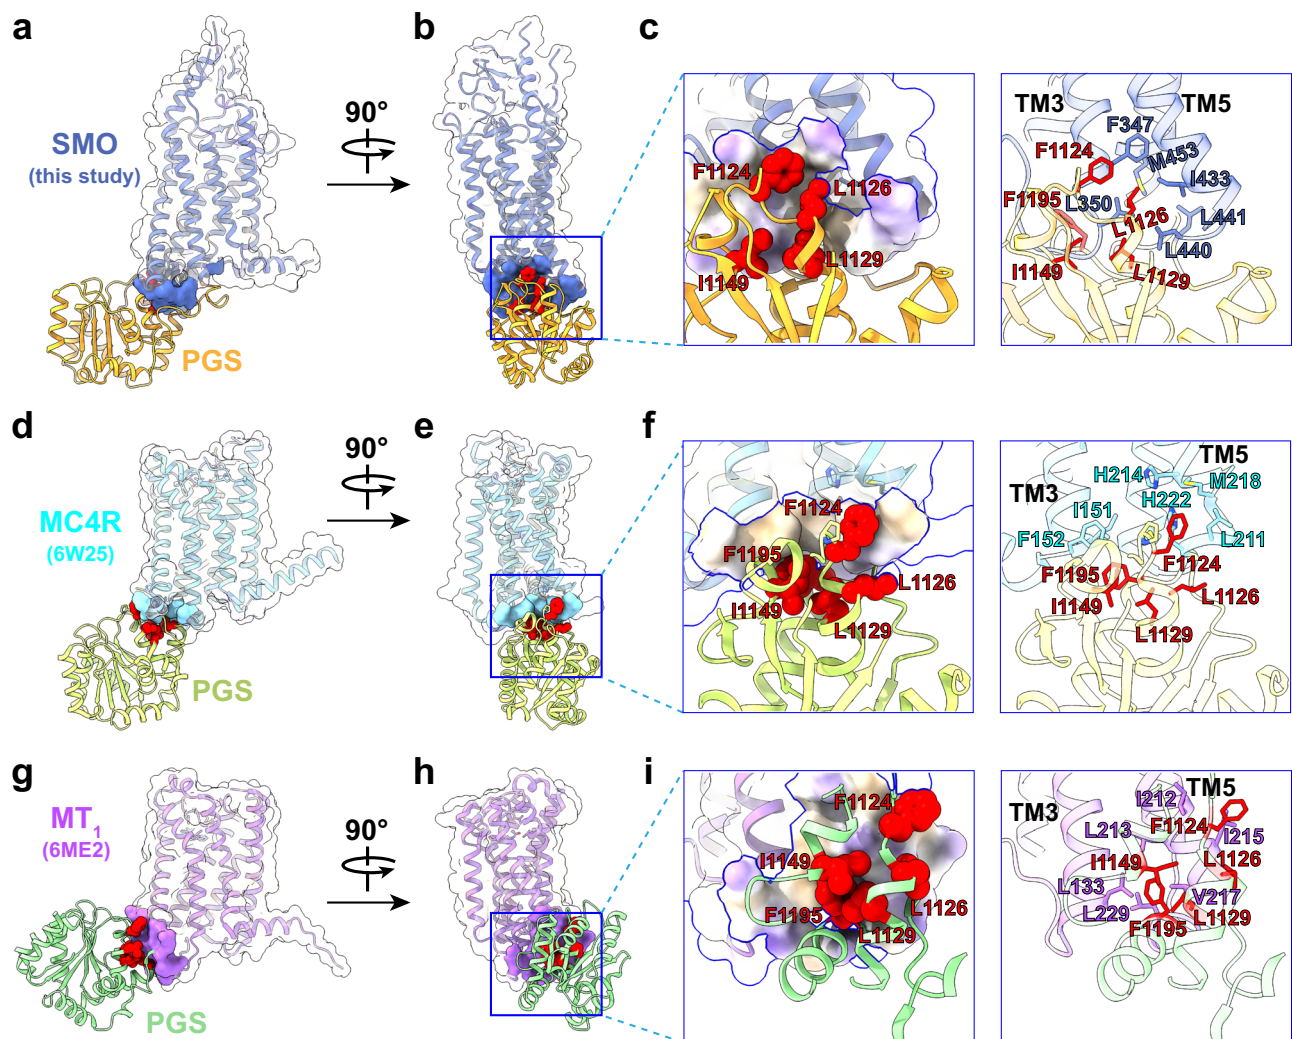 a
b
c
90°
SMO
(this study)
PGS
F1124
L1126
L1129
I1149
TM3
TM5
F347
F1124
M453
I433
F1195
L350
L1126
L441
L440
I1149
L1129
d
e
f
90°
MC4R
(6W25)
PGS
F1124
F1195
L1126
I1149
L1129
TM5
H214
M218
TM3
H222
I151
F152
L211
F1124
F1195
L1126
I1149
L1129
g
h
i
90°
MT1
(6ME2)
PGS
F1124
I1149
F1195
L1126
L1129
TM5
TM3
I212
F1124
L213
I215
I1149
L1126
L133
V217
L229
L1129
F1195